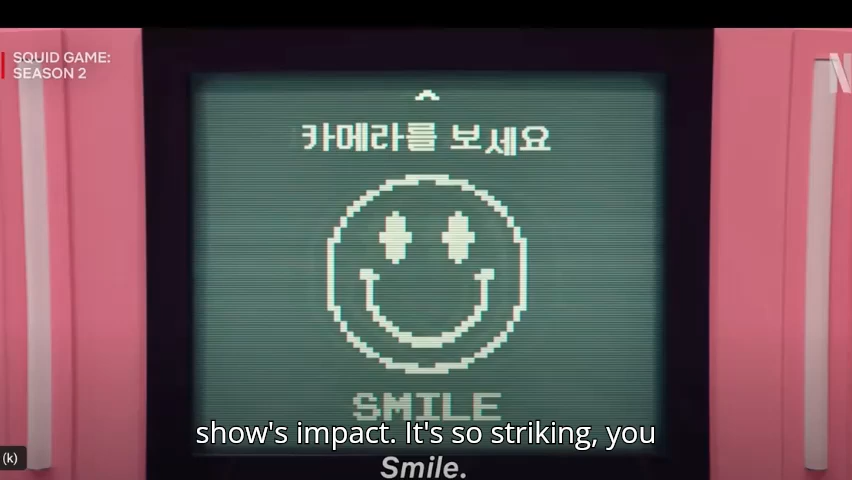 SQUID GAME:
SEASON 2
N
카메라를 보세요
SMILE
show's impact. It's so striking, you
(k)
Smile.